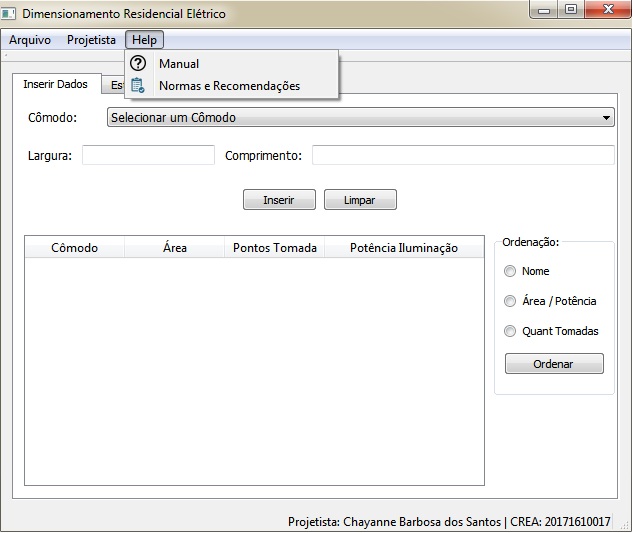 Dimensionamento Residencial Elétrico
Arquivo Projetista Help
Manual
Normas e Recomendações
Inserir Dados Es
Cômodo: Selecionar um Cômodo
Largura: Comprimento:
Inserir Limpar
Cômodo Área Pontos Tomada Potência Iluminação
Ordenação:
Nome
Área / Potência
Quant Tomadas
Ordenar
Projetista: Chayanne Barbosa dos Santos | CREA: 20171610017